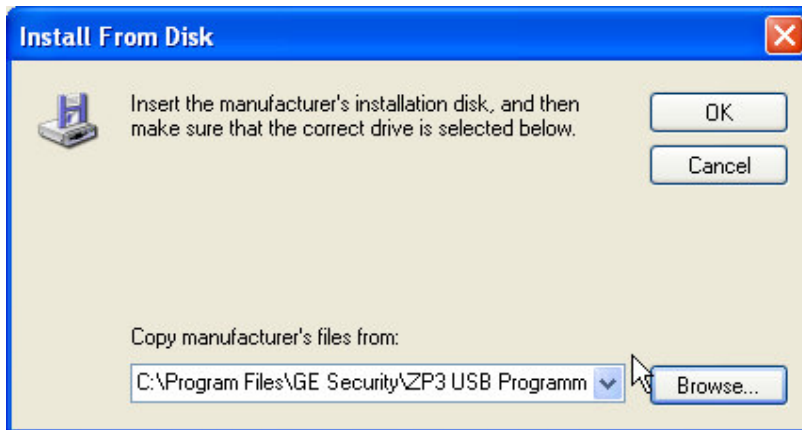 Install From Disk
Insert the manufacturer's installation disk, and then
make sure that the correct drive is selected below.
OK
Cancel
Copy manufacturer's files from:
C:\Program Files\GE Security\ZP3 USB Programm
Browse...